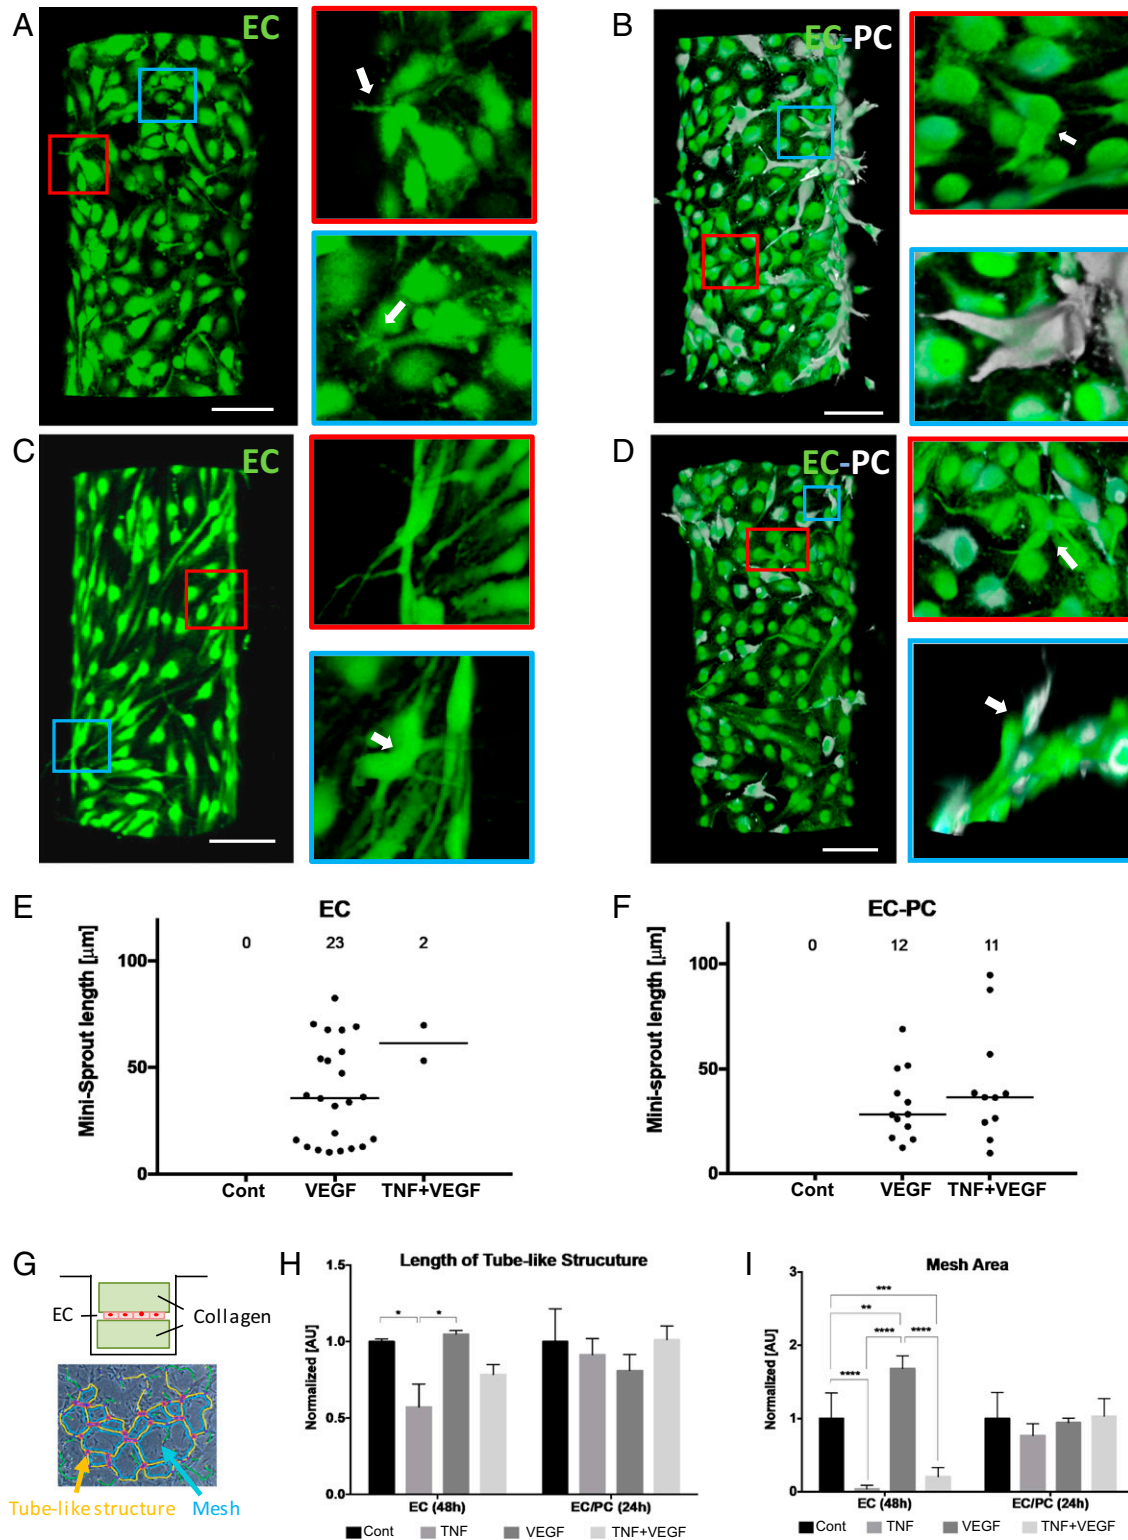 A
EC
B
EC-PC
C
EC
D
EC-PC
E
EC
0 23 2
Mini-Sprout length [µm]
100
50
0
Cont VEGF TNF+VEGF
F
EC-PC
0 12 11
Mini-sprout length [µm]
100
50
0
Cont VEGF TNF+VEGF
G
EC
Collagen
Tube-like structure
Mesh
H
Length of Tube-like Strucuture
Normalized [AU]
1.5
1.0
0.5
0.0
* *
EC (48h) EC/PC (24h)
Cont TNF VEGF TNF+VEGF
I
Mesh Area
Normalized [AU]
3
2
1
0
***
**
**** ****
****
EC (48h) EC/PC (24h)
Cont TNF VEGF TNF+VEGF